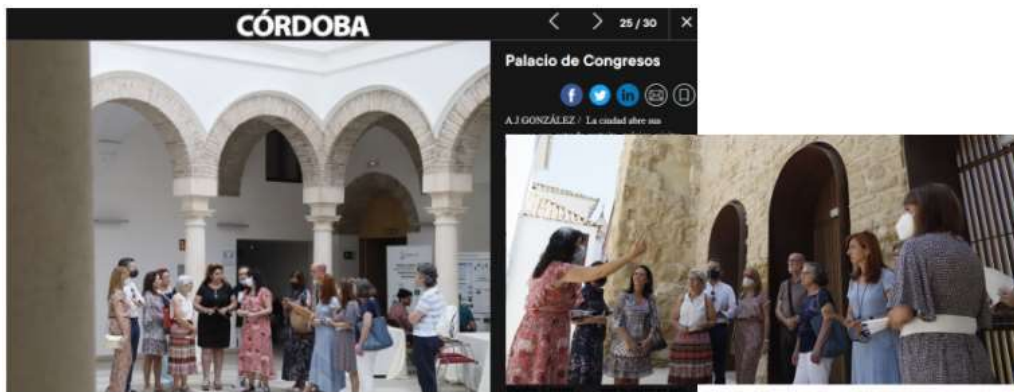 CÓRDOBA
25 / 30
Palacio de Congresos
A.J GONZÁLEZ / La ciudad abre sus